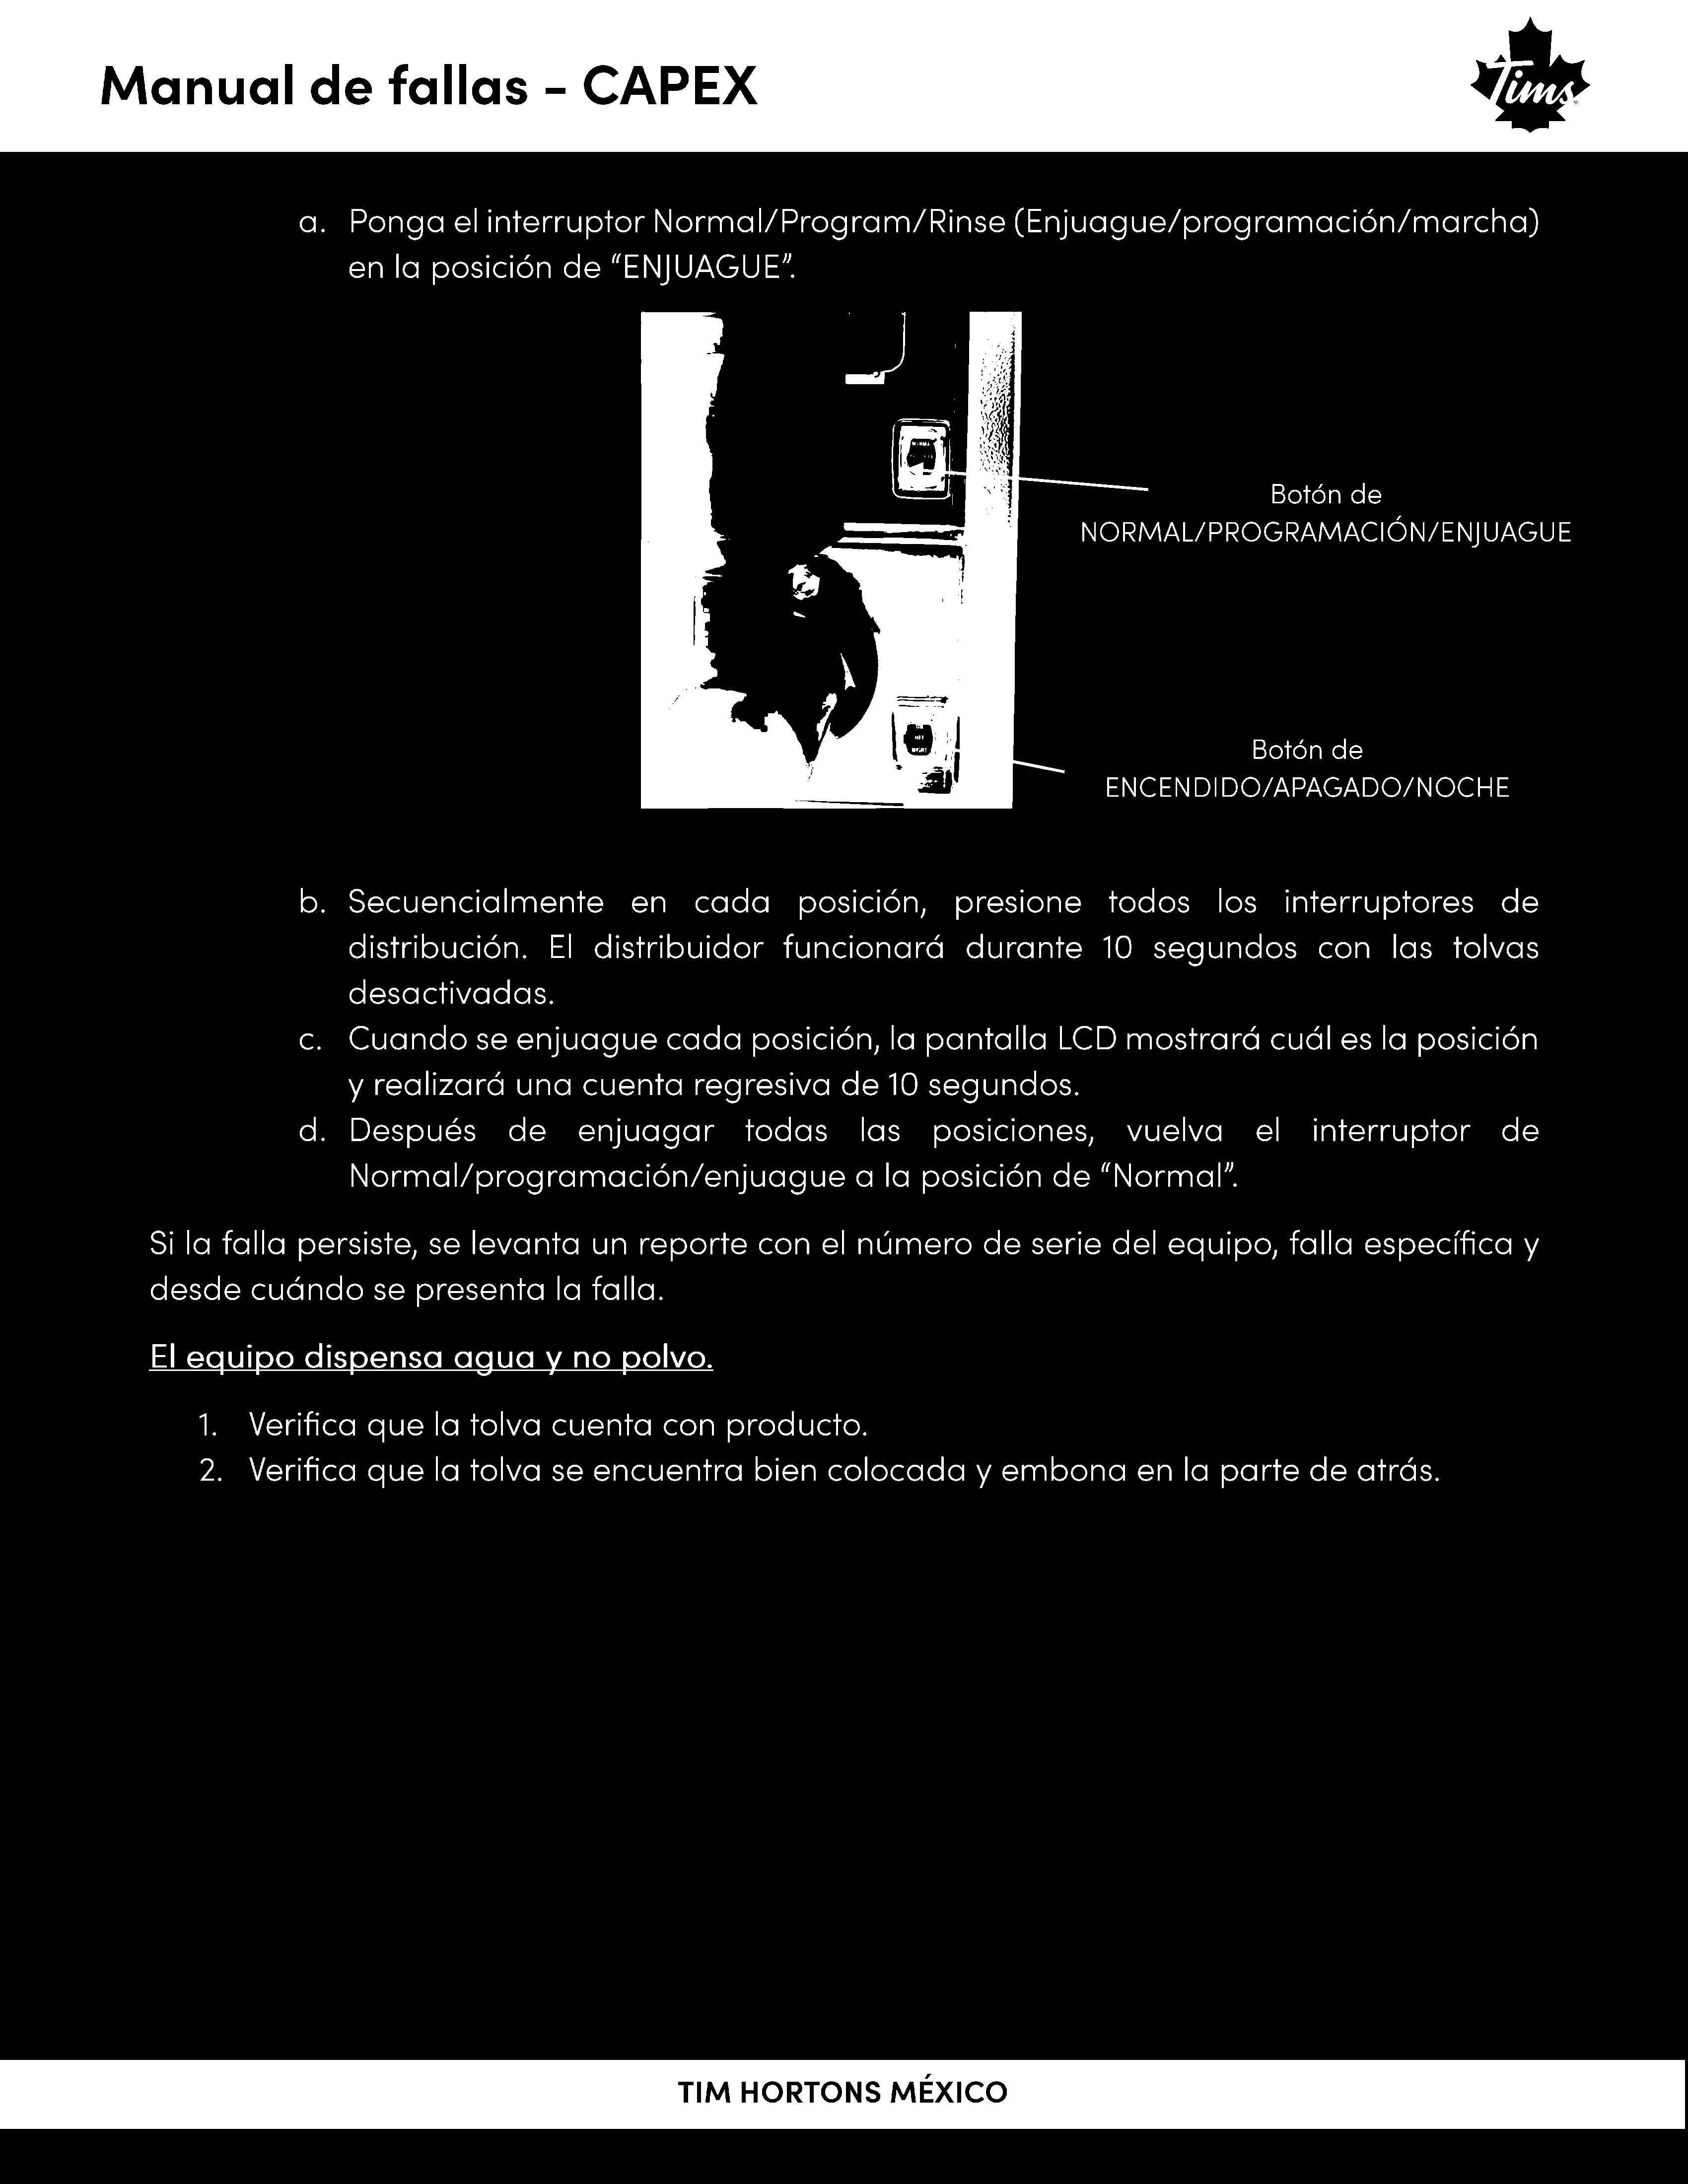 Manual de fallas - CAPEX
Tims
a. Ponga el interruptor Normal/Program/Rinse (Enjuague/programación/marcha)
en la posición de “ENJUAGUE”.
Botón de
NORMAL/PROGRAMACIÓN/ENJUAGUE
Botón de
ENCENDIDO/APAGADO/NOCHE
b. Secuencialmente en cada posición, presione todos los interruptores de
distribución. El distribuidor funcionará durante 10 segundos con las tolvas
desactivadas.
c. Cuando se enjuague cada posición, la pantalla LCD mostrará cuál es la posición
y realizará una cuenta regresiva de 10 segundos.
d. Después de enjuagar todas las posiciones, vuelva el interruptor de
Normal/programación/enjuague a la posición de “Normal”.
Si la falla persiste, se levanta un reporte con el número de serie del equipo, falla específica y
desde cuándo se presenta la falla.
El equipo dispensa agua y no polvo.
1. Verifica que la tolva cuenta con producto.
2. Verifica que la tolva se encuentra bien colocada y embona en la parte de atrás.
TIM HORTONS MÉXICO